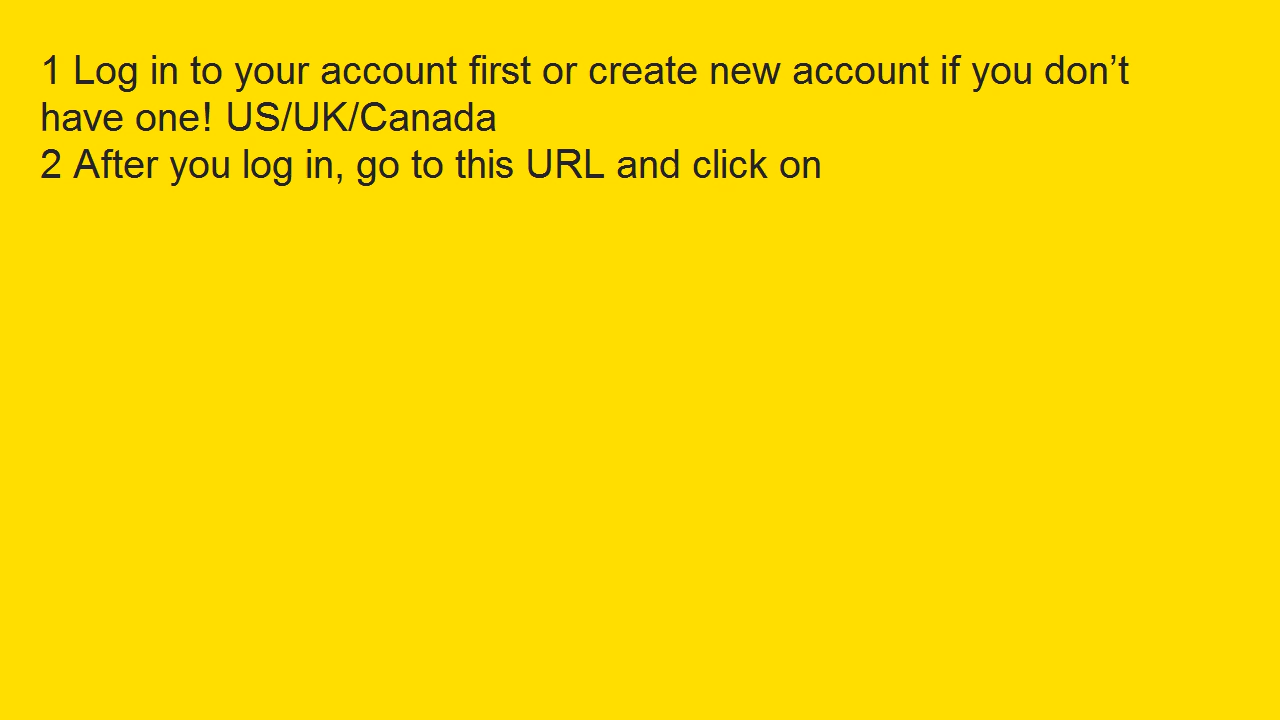 1 Log in to your account first or create new account if you don’t
have one! US/UK/Canada
2 After you log in, go to this URL and click on